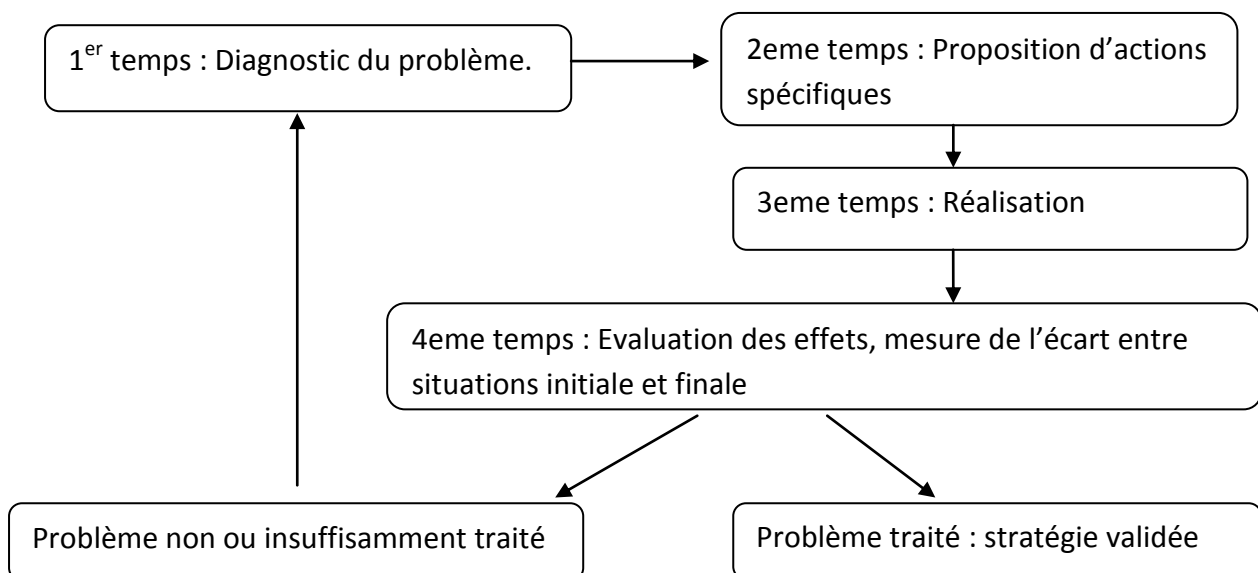 1er temps : Diagnostic du problème.
2eme temps : Proposition d’actions
spécifiques
3eme temps : Réalisation
4eme temps : Evaluation des effets, mesure de l’écart entre
situations initiale et finale
Problème non ou insuffisamment traité
Problème traité : stratégie validée